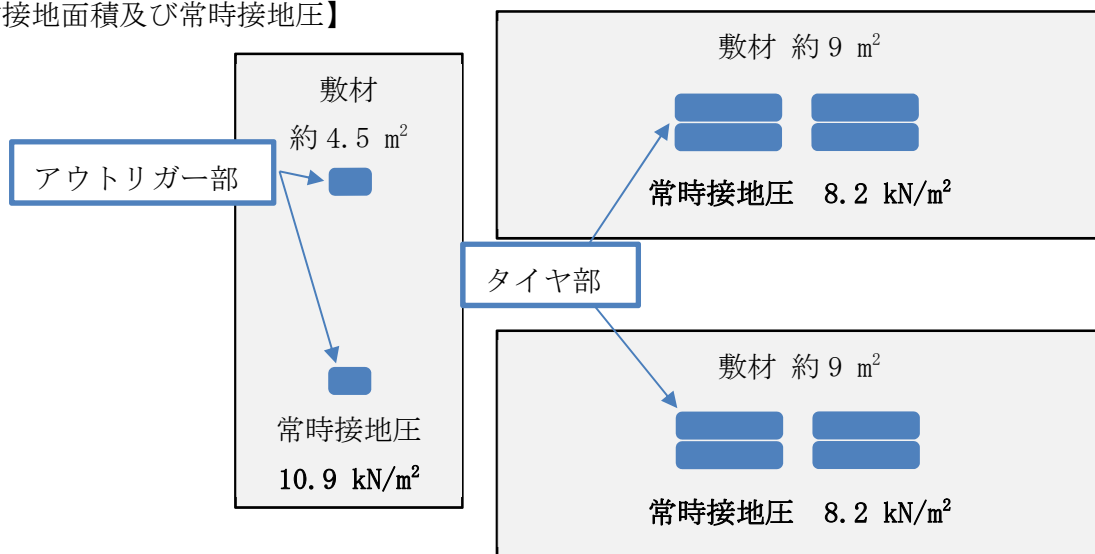 接地面積及び常時接地圧】
敷材
約 4.5 m²
アウトリガー部
常時接地圧
10.9 kN/m²
敷材 約 9 m²
常時接地圧 8.2 kN/m²
タイヤ部
敷材 約 9 m²
常時接地圧 8.2 kN/m²